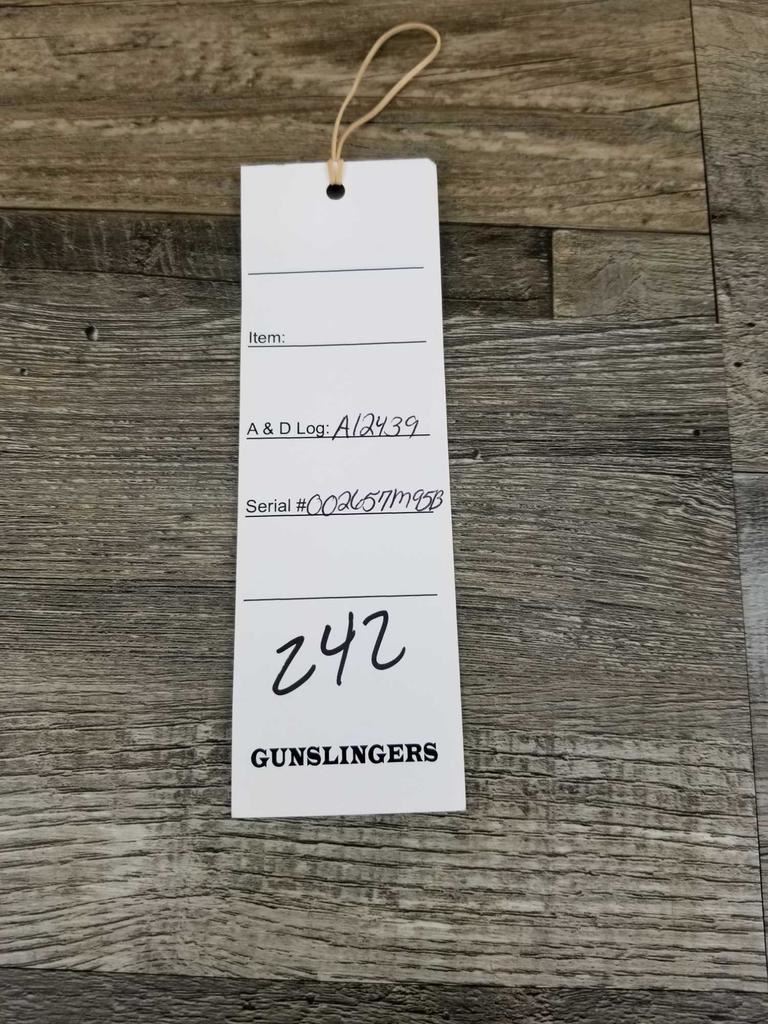 Item:
A & D Log: A12439
Serial #002657M95B
242
GUNSLINGERS